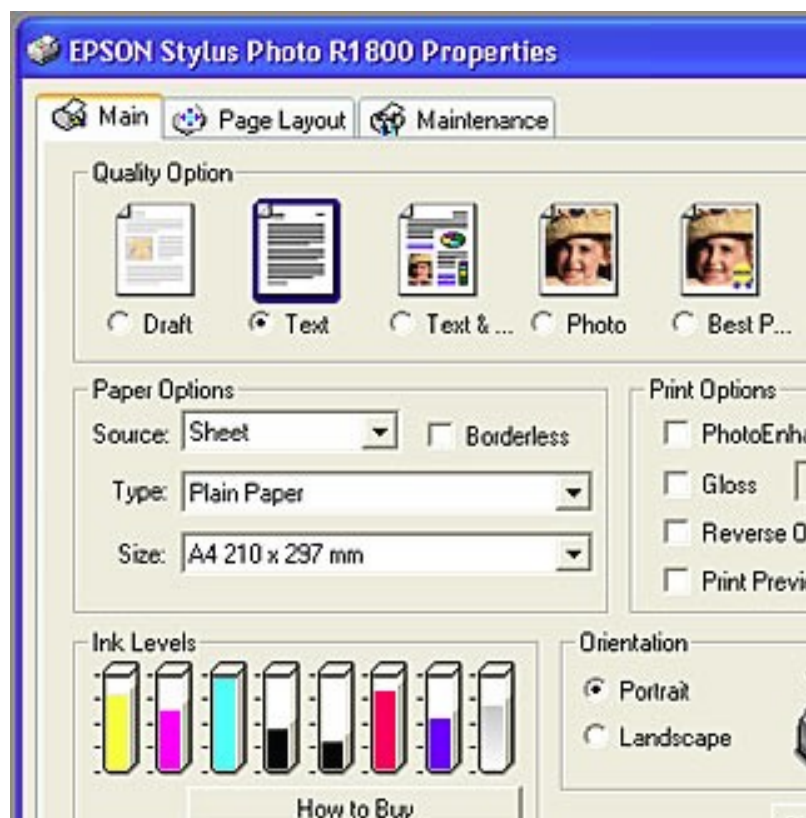 EPSON Stylus Photo R1800 Properties
Main Page Layout Maintenance
Quality Option
Draft Text Text & ... Photo Best P...
Paper Options
Source: Sheet Borderless
Type: Plain Paper
Size: A4 210 x 297 mm
Print Options
PhotoEnha
Gloss
Reverse O
Print Previ
Ink Levels
How to Buy
Orientation
Portrait
Landscape